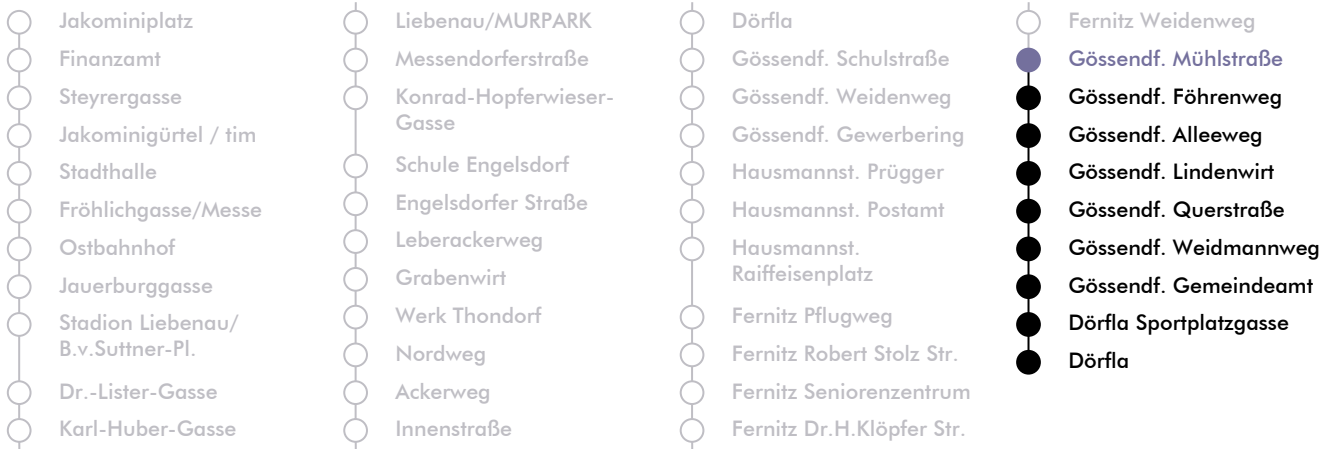 Jakominiplatz
Finanzamt
Steyrergasse
Jakominigürtel / tim
Stadthalle
Fröhlichgasse/Messe
Ostbahnhof
Jauerburggasse
Stadion Liebenau/
B.v.Suttner-Pl.
Dr.-Lister-Gasse
Karl-Huber-Gasse
Liebenau/MURPARK
Messendorferstraße
Konrad-Hopferwieser-
Gasse
Schule Engelsdorf
Engelsdorfer Straße
Leberackerweg
Grabenwirt
Werk Thondorf
Nordweg
Ackerweg
Innenstraße
Dörfla
Gössendf. Schulstraße
Gössendf. Weidenweg
Gössendf. Gewerbering
Hausmannst. Prügger
Hausmannst. Postamt
Hausmannst.
Raiffeisenplatz
Fernitz Pflugweg
Fernitz Robert Stolz Str.
Fernitz Seniorenzentrum
Fernitz Dr.H.Klöpfer Str.
Fernitz Weidenweg
Gössendf. Mühlstraße
Gössendf. Föhrenweg
Gössendf. Alleeweg
Gössendf. Lindenwirt
Gössendf. Querstraße
Gössendf. Weidmannweg
Gössendf. Gemeindeamt
Dörfla Sportplatzgasse
Dörfla